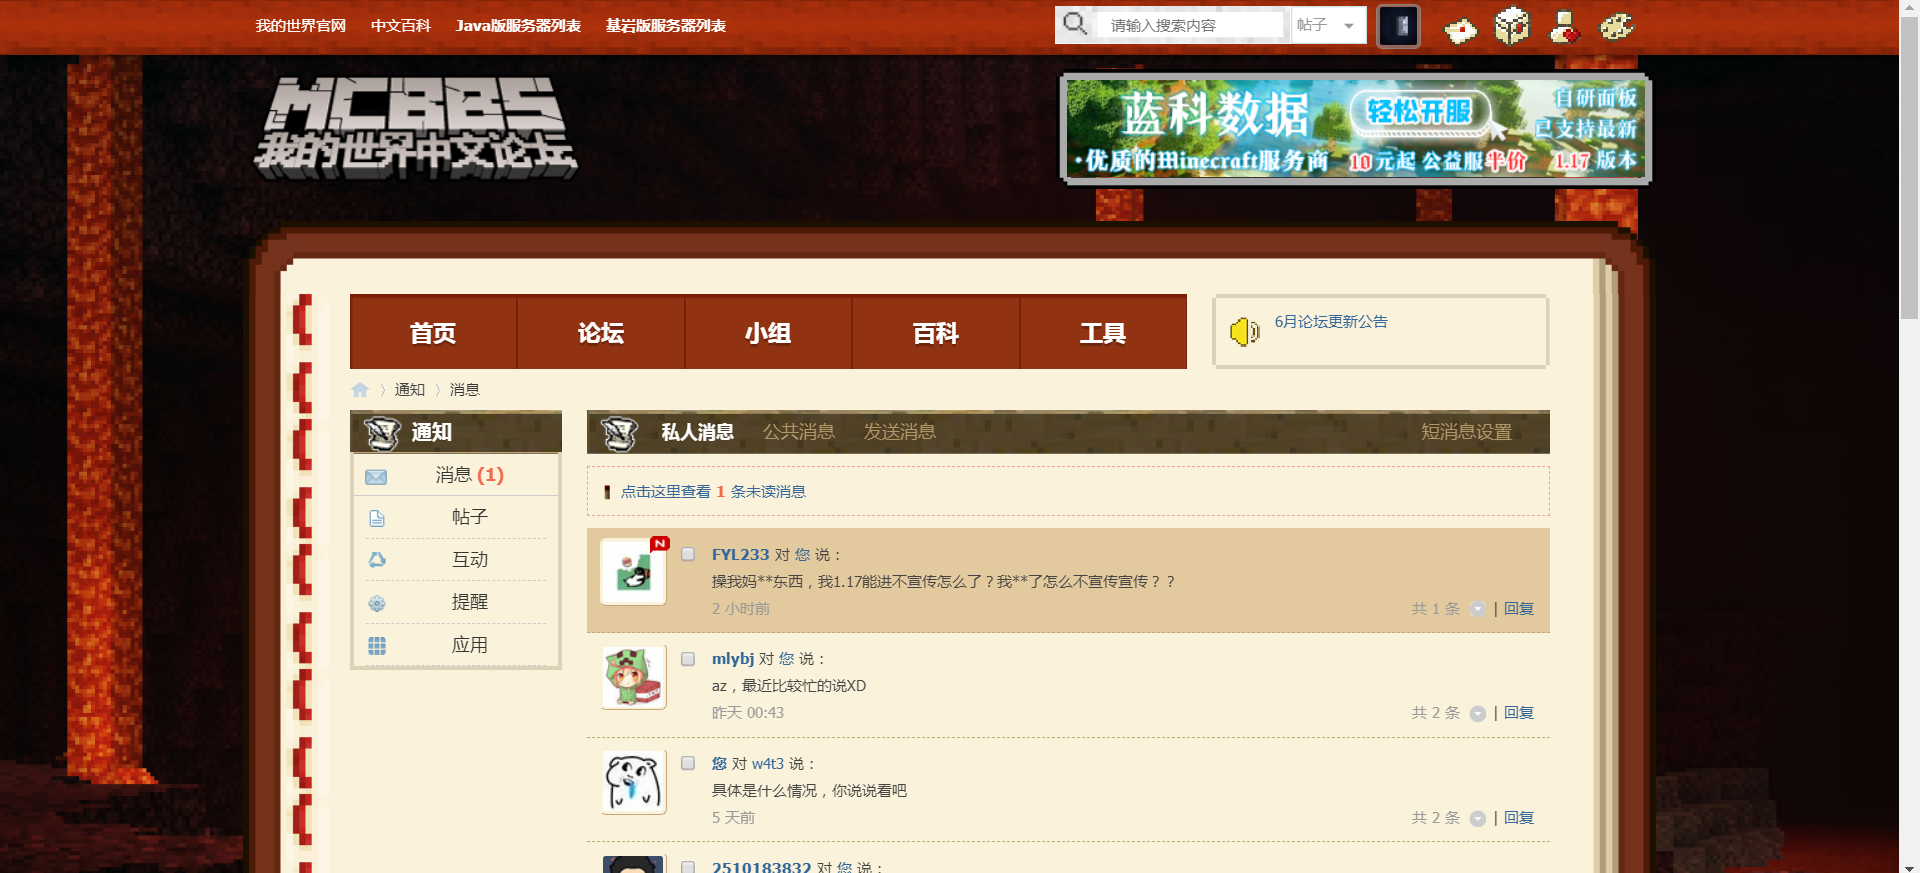 我的世界官网 中文百科 Java版服务器列表 基岩版服务器列表
请输入搜索内容 帖子
MCBBS
我的世界中文论坛
蓝科数据 轻松开服 自研面板
已支持最新
·优质的Minecraft服务商 10元起 公益服半价 1.17版本
首页 论坛 小组 百科 工具
6月论坛更新公告
通知 消息
通知
消息 (1)
帖子
互动
提醒
应用
私人消息 公共消息 发送消息 短消息设置
点击这里查看 1 条未读消息
N
FYL233 对 您 说：
操我妈**东西，我1.17能进不宣传怎么了？我**了怎么不宣传宣传？？
2 小时前 共 1 条 | 回复
mlybj 对 您 说：
az，最近比较忙的说XD
昨天 00:43 共 2 条 | 回复
您 对 w4t3 说：
具体是什么情况，你说说看吧
5 天前 共 2 条 | 回复
2510183832 对 您 说：